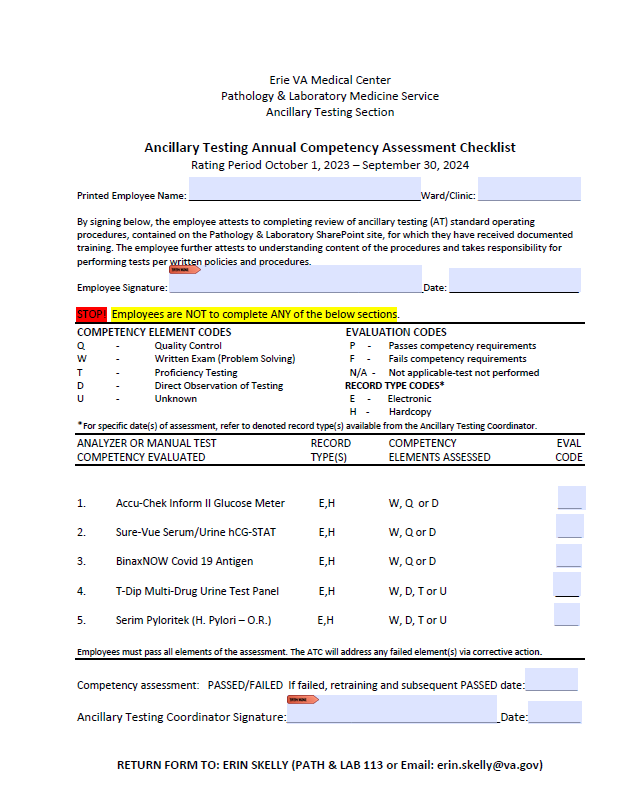 Erie VA Medical Center
Pathology & Laboratory Medicine Service
Ancillary Testing Section
Ancillary Testing Annual Competency Assessment Checklist
Rating Period October 1, 2023 – September 30, 2024
Printed Employee Name: Ward/Clinic:
By signing below, the employee attests to completing review of ancillary testing (AT) standard operating
procedures, contained on the Pathology & Laboratory SharePoint site, for which they have received documented
training. The employee further attests to understanding content of the procedures and takes responsibility for
performing tests per written policies and procedures.
Employee Signature: Date:
STOP! Employees are NOT to complete ANY of the below sections.
COMPETENCY ELEMENT CODES EVALUATION CODES
Q - Quality Control P - Passes competency requirements
W - Written Exam (Problem Solving) F - Fails competency requirements
T - Proficiency Testing N/A - Not applicable-test not performed
D - Direct Observation of Testing RECORD TYPE CODES*
U - Unknown E - Electronic
H - Hardcopy
*For specific date(s) of assessment, refer to denoted record type(s) available from the Ancillary Testing Coordinator.
ANALYZER OR MANUAL TEST RECORD COMPETENCY EVAL
COMPETENCY EVALUATED TYPE(S) ELEMENTS ASSESSED CODE
1. Accu-Chek Inform II Glucose Meter E,H W, Q or D
2. Sure-Vue Serum/Urine hCG-STAT E,H W, Q or D
3. BinaxNOW Covid 19 Antigen E,H W, Q or D
4. T-Dip Multi-Drug Urine Test Panel E,H W, D, T or U
5. Serim Pyloritek (H. Pylori – O.R.) E,H W, D, T or U
Employees must pass all elements of the assessment. The ATC will address any failed element(s) via corrective action.
Competency assessment: PASSED/FAILED If failed, retraining and subsequent PASSED date:
Ancillary Testing Coordinator Signature: Date:
RETURN FORM TO: ERIN SKELLY (PATH & LAB 113 or Email: erin.skelly@va.gov)